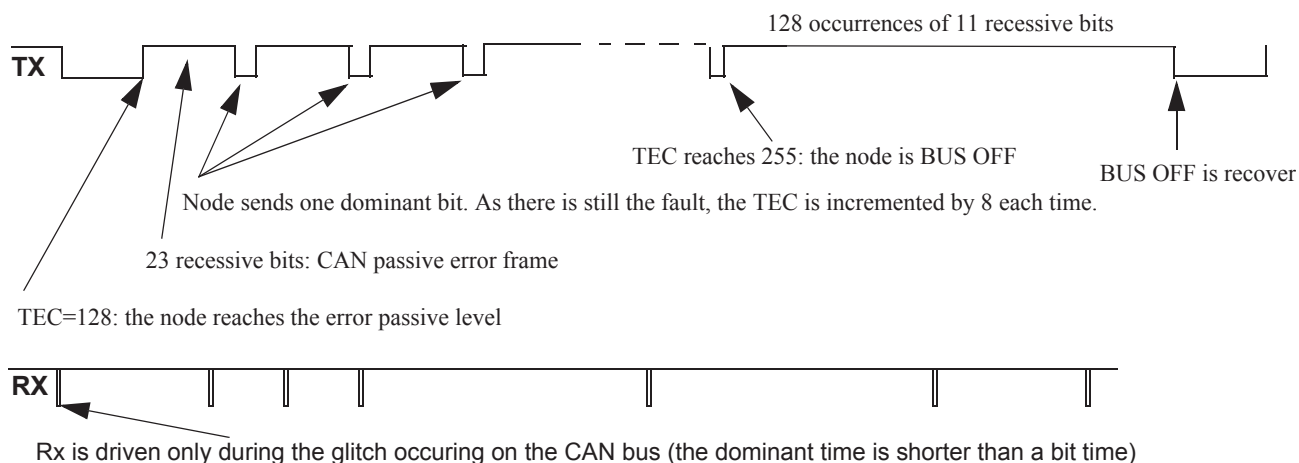 128 occurrences of 11 recessive bits
TX
TEC reaches 255: the node is BUS OFF
BUS OFF is recover
Node sends one dominant bit. As there is still the fault, the TEC is incremented by 8 each time.
23 recessive bits: CAN passive error frame
TEC=128: the node reaches the error passive level
RX
Rx is driven only during the glitch occuring on the CAN bus (the dominant time is shorter than a bit time)